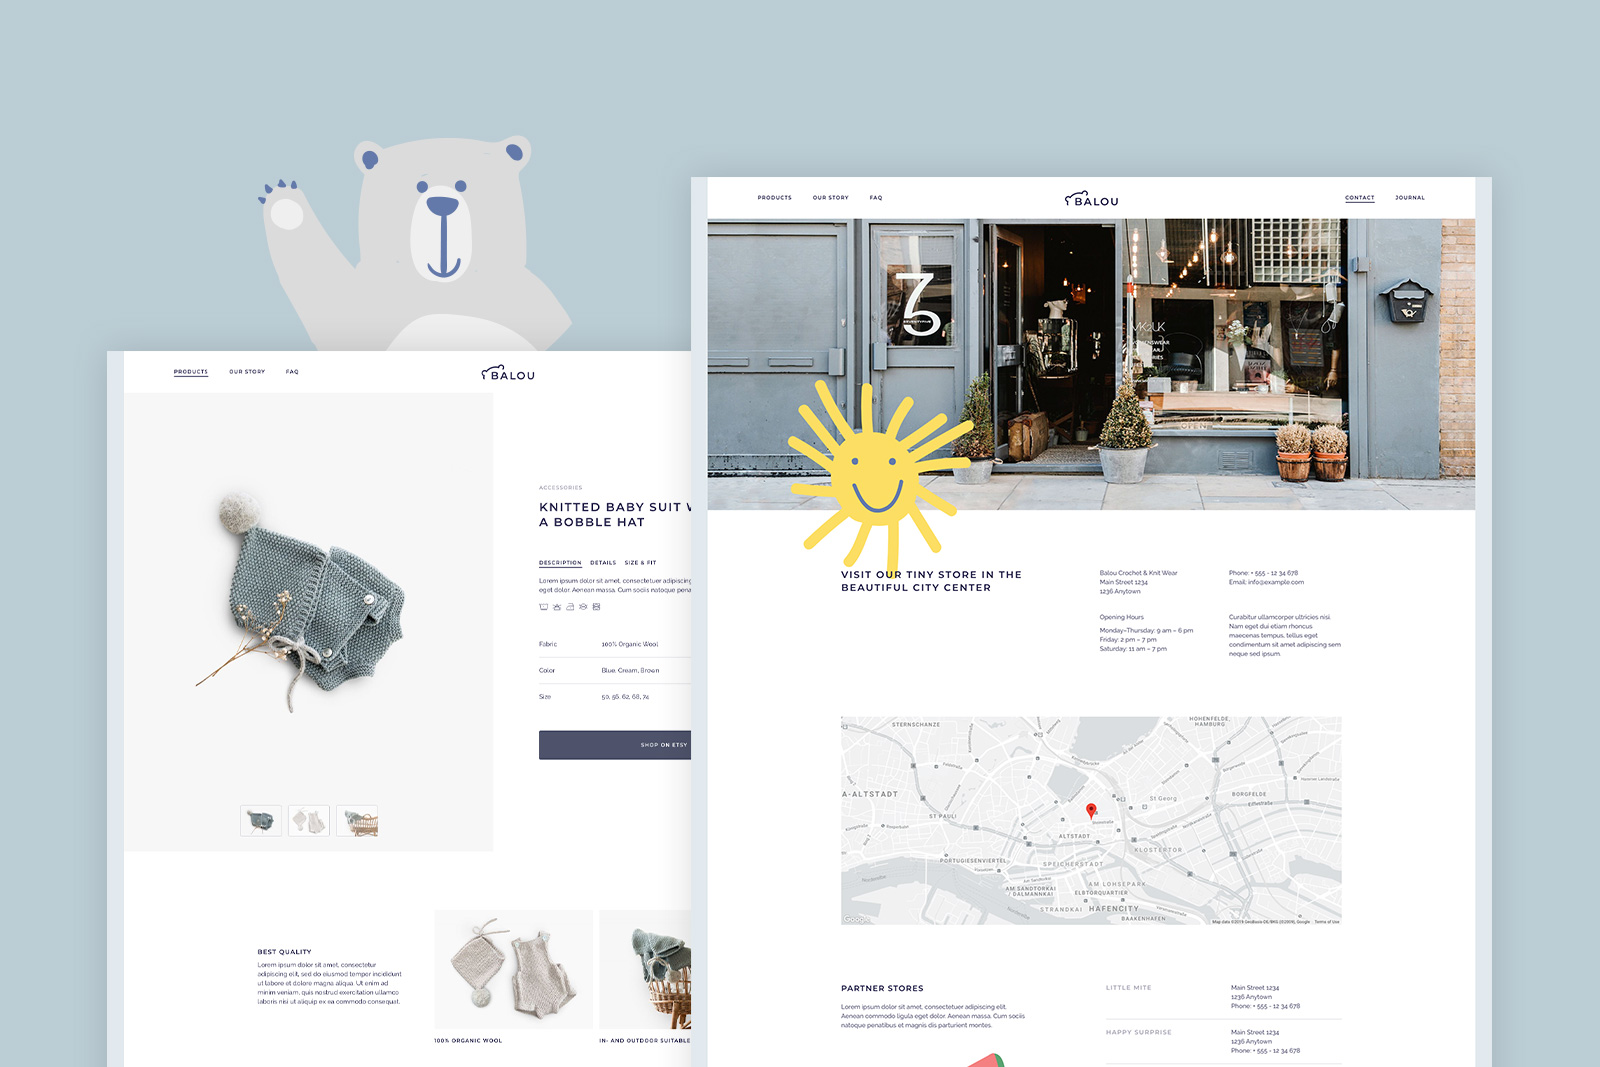 PRODUCTS
OUR STORY
FAQ
BALOU
ACCESSORIES
KNITTED BABY SUIT
A BOBBLE HAT
DESCRIPTION
DETAILS
SIZE & FIT
Lorem ipsum dolor sit amet, consectetuer adipiscing
eget dolor. Aenean massa. Cum sociis natoque
Fabric
100% Organic Wool
Color
Blue, Cream, Brown
Size
50, 56, 62, 68, 74
SHOP ON ETSY
BEST QUALITY
Lorem ipsum dolor sit amet, consectetur
adipiscing elit, sed do eiusmod tempor incididunt
ut labore et dolore magna aliqua. Ut enim ad
minim veniam, quis nostrud exercitation ullamco
laboris nisi ut aliquip ex ea commodo consequat.
100% ORGANIC WOOL
IN- AND OUTDOOR SUITABLE
PRODUCTS
OUR STORY
FAQ
BALOU
CONTACT
JOURNAL
OPEN
VISIT OUR TINY STORE IN THE
BEAUTIFUL CITY CENTER
Balou Crochet & Knit Wear
Main Street 1234
1236 Anytown
Phone: + 555 - 12 34 678
Email: info@example.com
Opening Hours
Monday–Thursday: 9 am – 6 pm
Friday: 2 pm – 7 pm
Saturday: 11 am – 7 pm
Curabitur ullamcorper ultricies nisi.
Nam eget dui etiam rhoncus.
maecenas tempus, tellus eget
condimentum sit amet adipiscing sem
neque sed ipsum.
STERNSCHANZE
HOHENFELDE,
HAMBURG
A-ALTSTADT
ST PAULI
St.Georg
BORGFELDE
ALTSTADT
KLOSTERTOR
PORTUGIESENVIERTEL
SPEICHERSTADT
AM SANDTORKAI
/ DALMANNKAI
AM LOHSEPARK
ELBTORQUARTIER
STRANDKAI
HAFENCITY
BAAKENHAFEN
Google
Map data ©2019 GeoBasis-DE/BKG (©2009), Google
Terms of Use
PARTNER STORES
Lorem ipsum dolor sit amet, consectetuer adipiscing elit.
Aenean commodo ligula eget dolor. Aenean massa. Cum sociis
natoque penatibus et magnis dis parturient montes.
LITTLE MITE
Main Street 1234
1236 Anytown
Phone: + 555 - 12 34 678
HAPPY SURPRISE
Main Street 1234
1236 Anytown
Phone: + 555 - 12 34 678